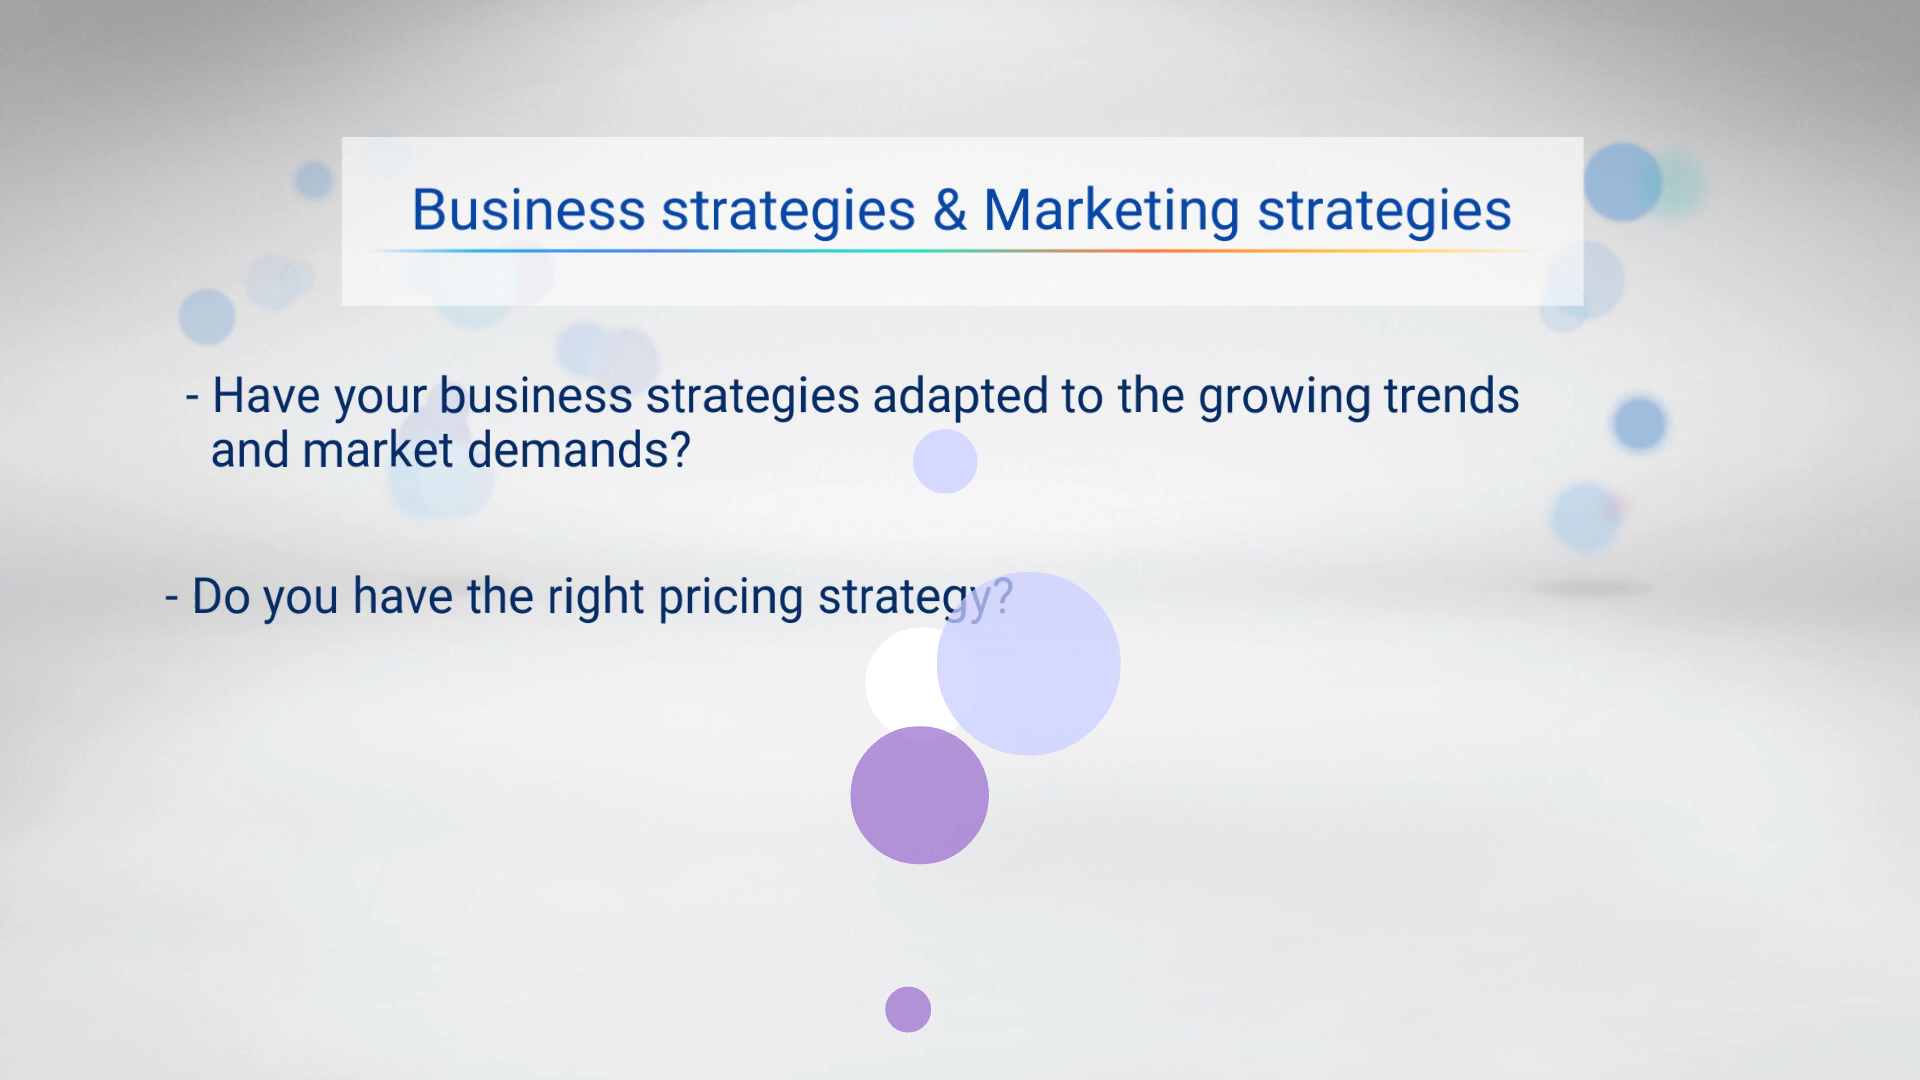 Business strategies & Marketing strategies
- Have your business strategies adapted to the growing trends
and market demands?
- Do you have the right pricing strategy?